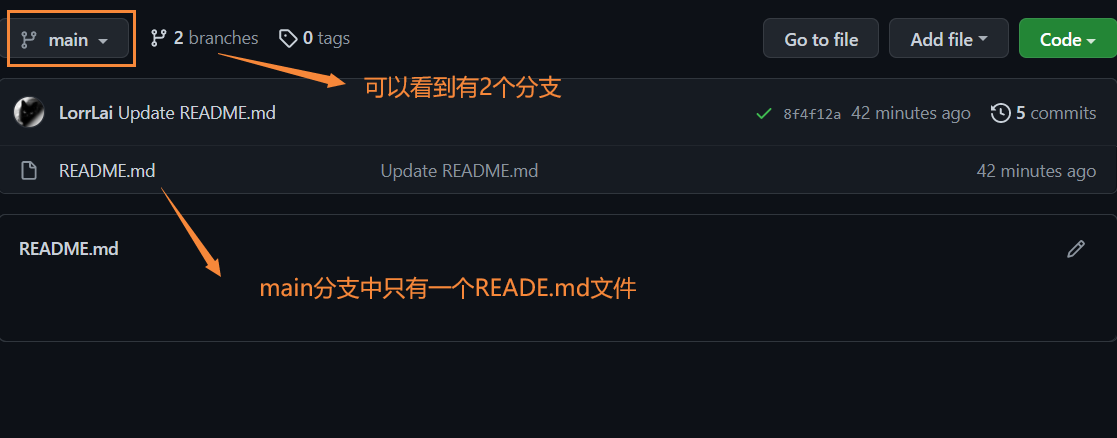 main 2 branches 0 tags Go to file Add file Code
可以看到有2个分支
LorrLai Update README.md 8f4f12a 42 minutes ago 5 commits
README.md Update README.md 42 minutes ago
README.md
main分支中只有一个READE.md文件